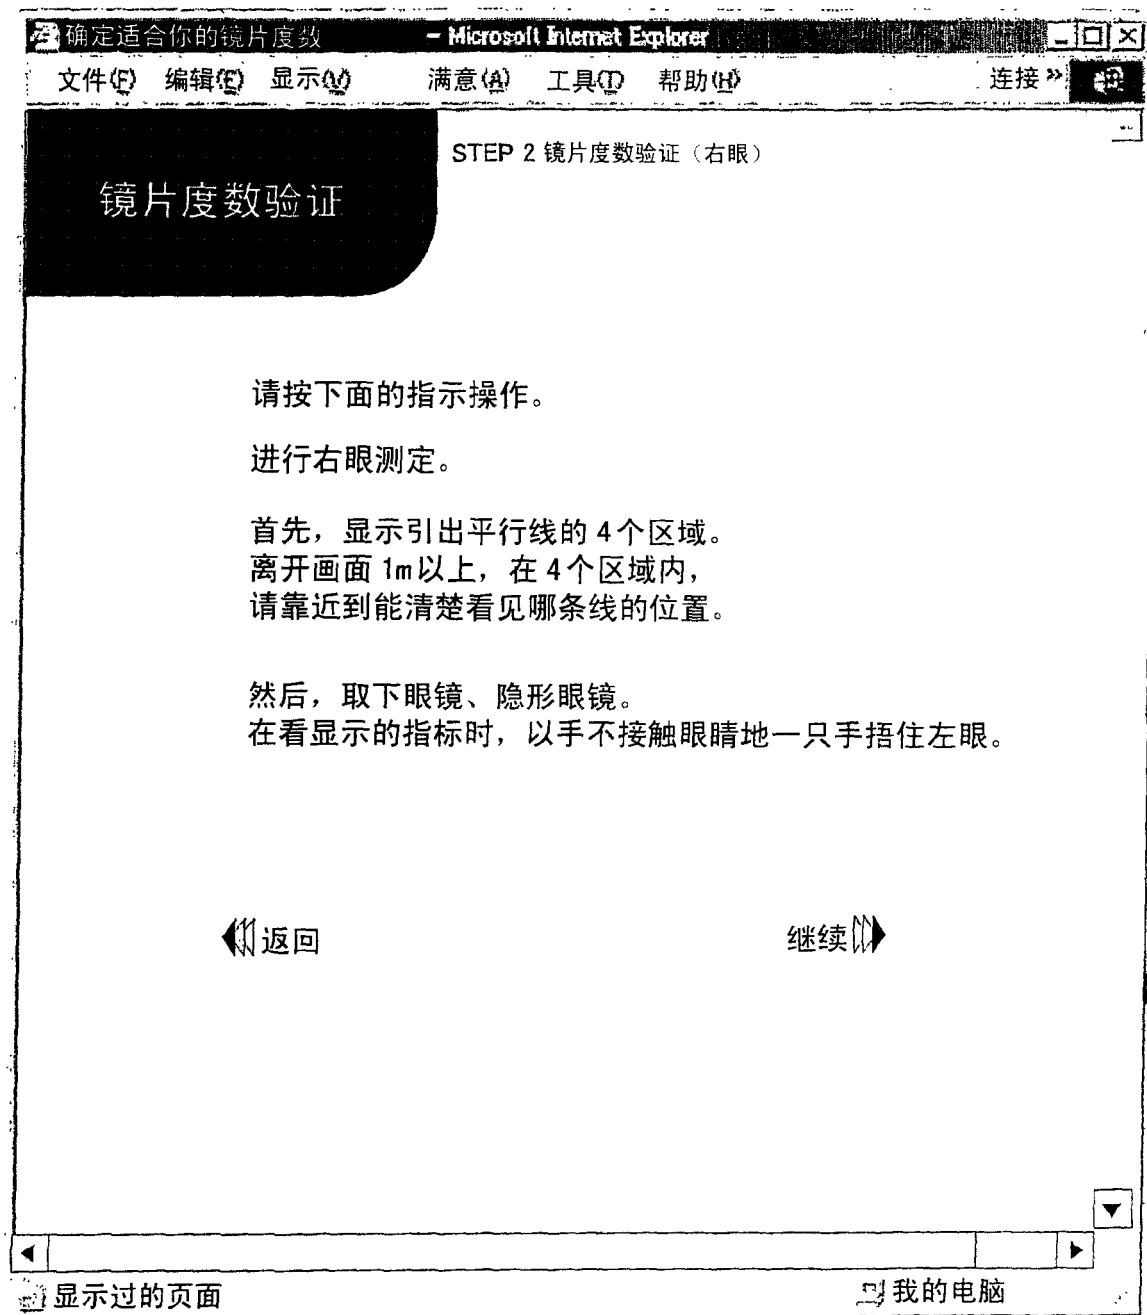 确定适合你的镜片度数 - Microsoft Internet Explorer
文件(F) 编辑(E) 显示(V) 满意(A) 工具(T) 帮助(H) 连接 »
STEP 2 镜片度数验证（右眼）
镜片度数验证
请按下面的指示操作。
进行右眼测定。
首先，显示引出平行线的 4 个区域。
离开画面 1m以上，在 4 个区域内，
请靠近到能清楚看见哪条线的位置。
然后，取下眼镜、隐形眼镜。
在看显示的指标时，以手不接触眼睛地一只手捂住左眼。
返回 继续
显示过的页面 我的电脑